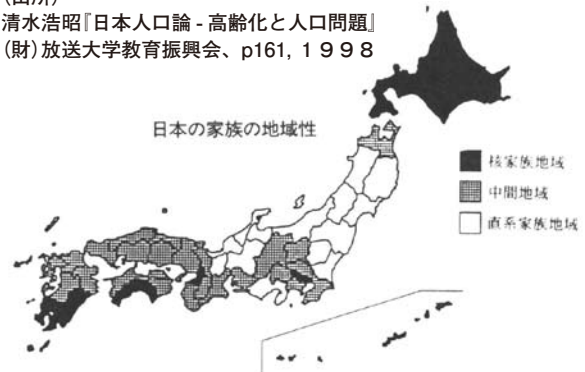 (出所)
清水浩昭『日本人口論 - 高齢化と人口問題』
(財)放送大学教育振興会、p161, 1998
日本の家族の地域性
核家族地域
中間地域
直系家族地域